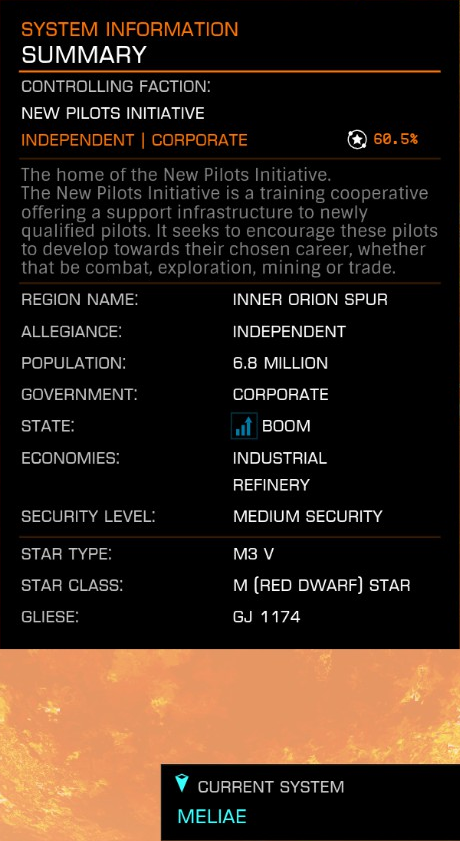 SYSTEM INFORMATION
SUMMARY
CONTROLLING FACTION:
NEW PILOTS INITIATIVE
INDEPENDENT | CORPORATE 60.5%
The home of the New Pilots Initiative.
The New Pilots Initiative is a training cooperative
offering a support infrastructure to newly
qualified pilots. It seeks to encourage these pilots
to develop towards their chosen career, whether
that be combat, exploration, mining or trade.
REGION NAME: INNER ORION SPUR
ALLEGIANCE: INDEPENDENT
POPULATION: 6.8 MILLION
GOVERNMENT: CORPORATE
STATE: BOOM
ECONOMIES: INDUSTRIAL
REFINERY
SECURITY LEVEL: MEDIUM SECURITY
STAR TYPE: M3 V
STAR CLASS: M (RED DWARF) STAR
GLIESE: GJ 1174
CURRENT SYSTEM
MELIAE